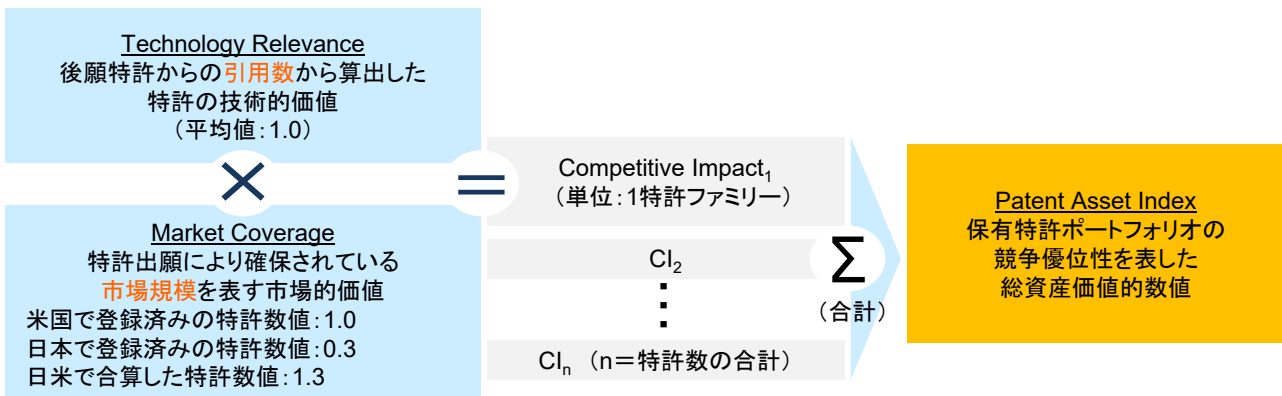 Technology Relevance
後願特許からの引用数から算出した
特許の技術的価値
（平均値：1.0）
×
Market Coverage
特許出願により確保されている
市場規模を表す市場的価値
米国で登録済みの特許数値：1.0
日本で登録済みの特許数値：0.3
日米で合算した特許数値：1.3
＝
Competitive Impact1
（単位：1特許ファミリー）
CI2
⋮
CIn （n＝特許数の合計）
Σ
（合計）
Patent Asset Index
保有特許ポートフォリオの
競争優位性を表した
総資産価値的数値